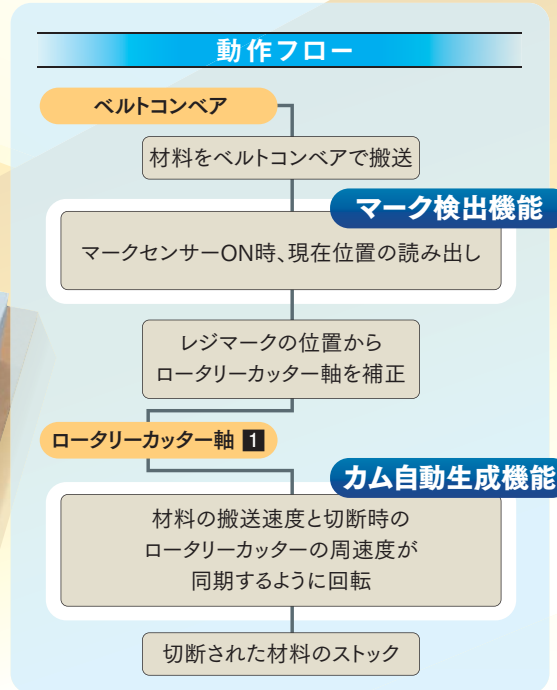 動作フロー
ベルトコンベア
材料をベルトコンベアで搬送
マーク検出機能
マークセンサーON時、現在位置の読み出し
レジマークの位置から
ロータリーカッター軸を補正
ロータリーカッター軸 1
カム自動生成機能
材料の搬送速度と切断時の
ロータリーカッターの周速度が
同期するように回転
切断された材料のストック